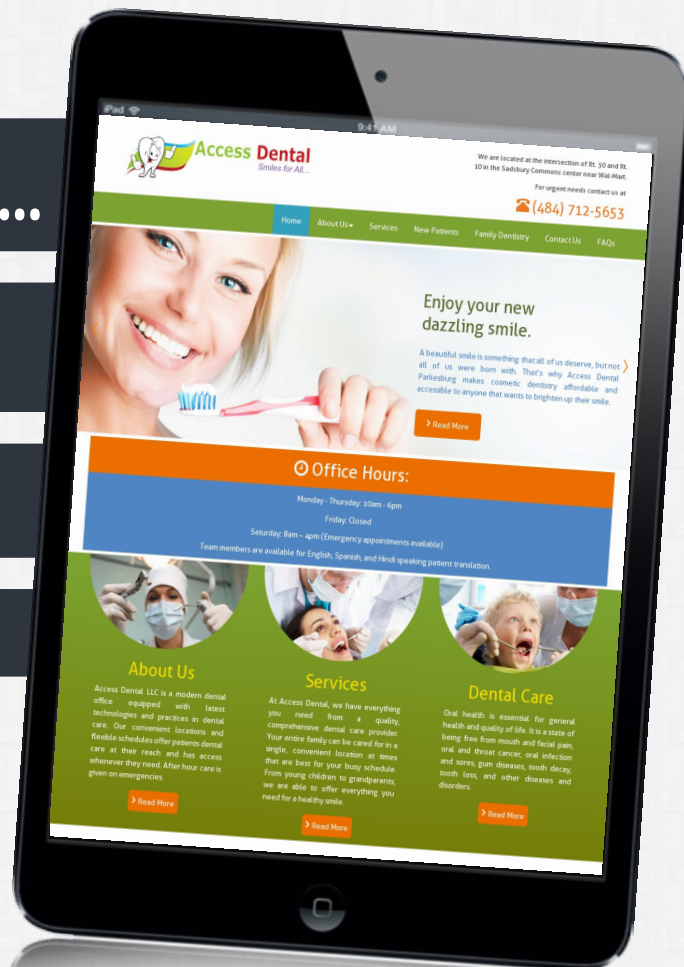 ...
iPad
9:41 AM
Access Dental
Smiles for All...
We are located at the intersection of Rt. 30 and Rt.
10 in the Sadsbury Commons center near Wal-Mart.
For urgent needs contact us at
(484) 712-5653
Home About Us Services New Patients Family Dentistry Contact Us FAQs
Enjoy your new
dazzling smile.
A beautiful smile is something that all of us deserve, but not
all of us were born with. That's why Access Dental
Parkesburg makes cosmetic dentistry affordable and
accessible to anyone that wants to brighten up their smile.
Read More
Office Hours:
Monday - Thursday: 10am - 6pm
Friday: Closed
Saturday: 8am – 4pm (Emergency appointments available)
Team members are available for English, Spanish, and Hindi speaking patient translation.
About Us
Access Dental LLC is a modern dental
office equipped with latest
technologies and practices in dental
care. Our convenient locations and
flexible schedules offer patients dental
care at their reach and has access
whenever they need. After hour care is
given on emergencies.
Read More
Services
At Access Dental, we have everything
you need from a quality,
comprehensive dental care provider.
Your entire family can be cared for in a
single, convenient location at times
that are best for your busy schedule.
From young children to grandparents,
we are able to offer everything you
need for a healthy smile.
Read More
Dental Care
Oral health is essential for general
health and quality of life. It is a state of
being free from mouth and facial pain,
oral and throat cancer, oral infection
and sores, gum diseases, tooth decay,
tooth loss, and other diseases and
disorders.
Read More